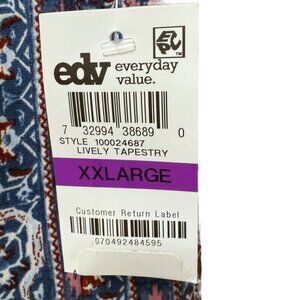 edv everyday value.
7 32994 38689 0
STYLE 100024687
LIVELY TAPESTRY
XXLARGE
Customer Return Label
070492484595